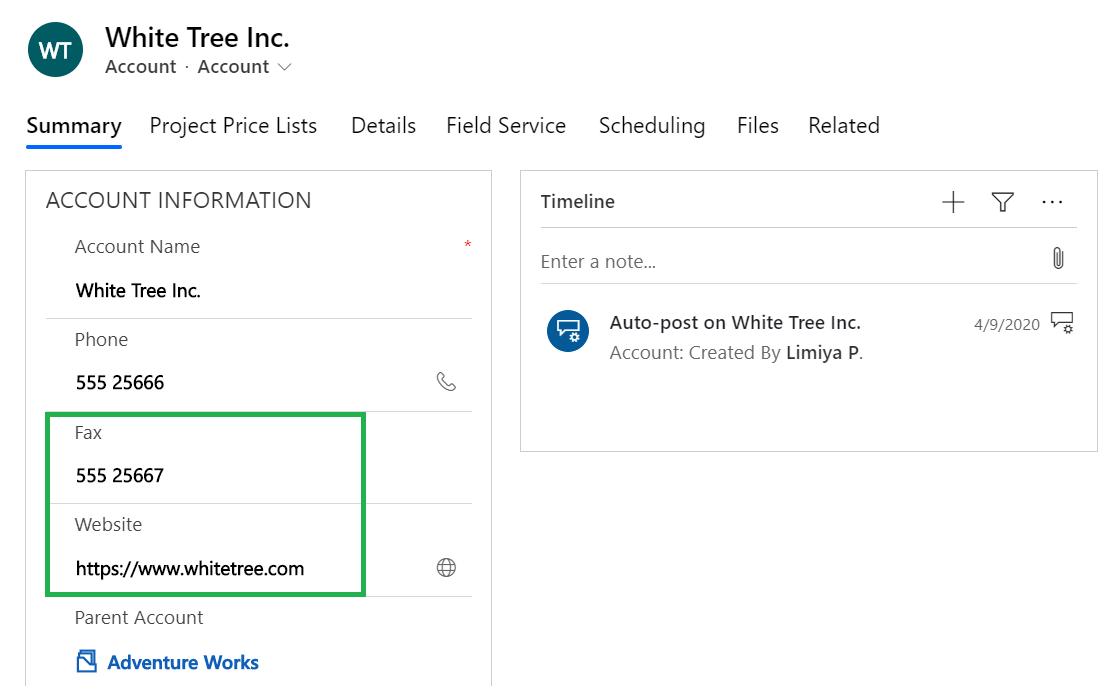 WT
White Tree Inc.
Account · Account
Summary Project Price Lists Details Field Service Scheduling Files Related
ACCOUNT INFORMATION
Account Name *
White Tree Inc.
Phone
555 25666
Fax
555 25667
Website
https://www.whitetree.com
Parent Account
Adventure Works
Timeline
Enter a note...
Auto-post on White Tree Inc. 4/9/2020
Account: Created By Limiya P.